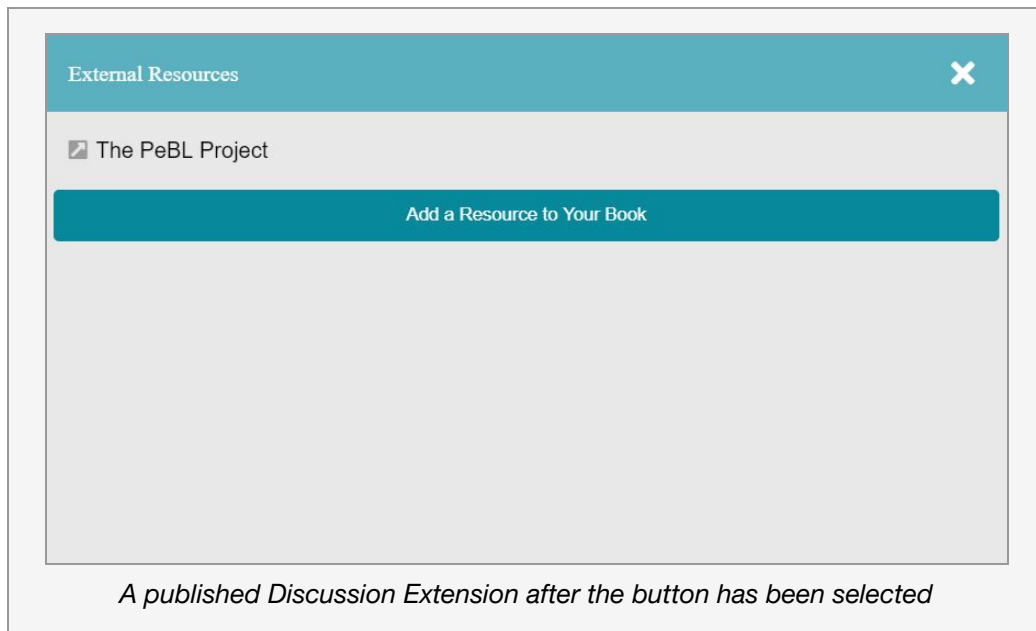 External Resources
The PeBL Project
Add a Resource to Your Book
A published Discussion Extension after the button has been selected